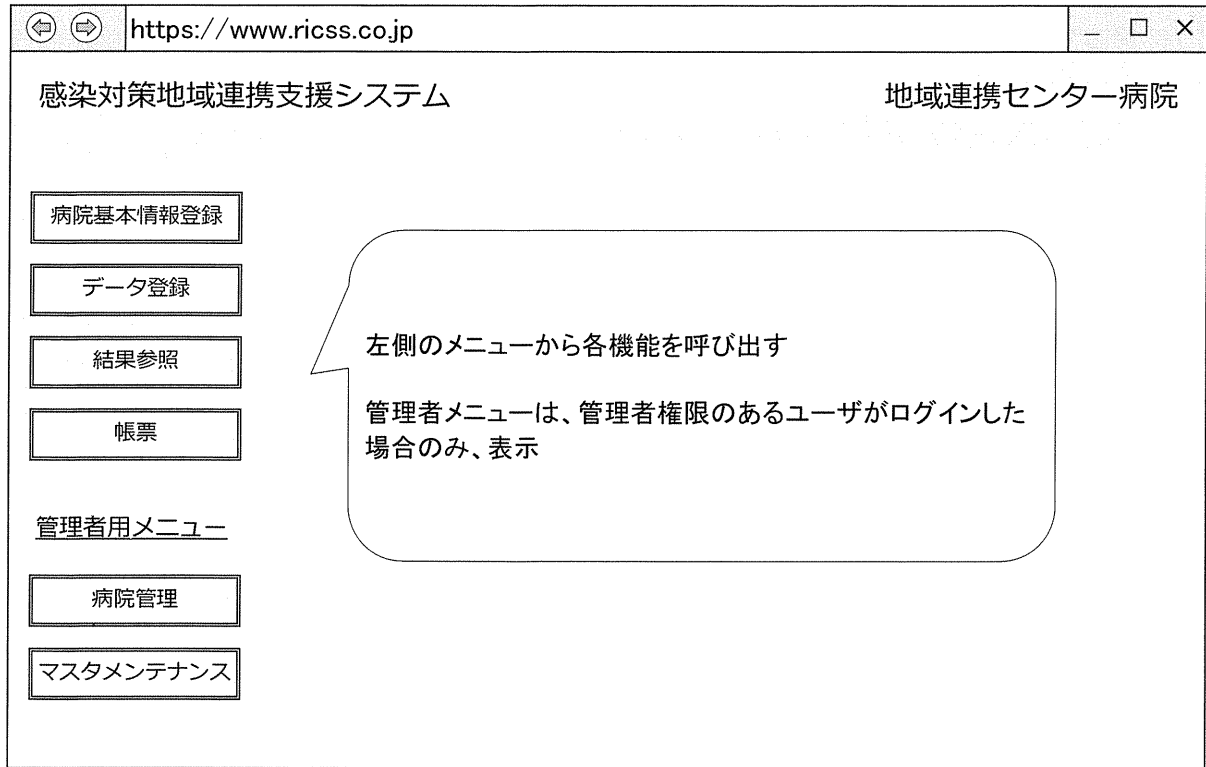 https://www.ricss.co.jp
感染対策地域連携支援システム
地域連携センター病院
病院基本情報登録
データ登録
結果参照
帳票
左側のメニューから各機能を呼び出す
管理者メニューは、管理者権限のあるユーザがログインした
場合のみ、表示
管理者用メニュー
病院管理
マスタメンテナンス